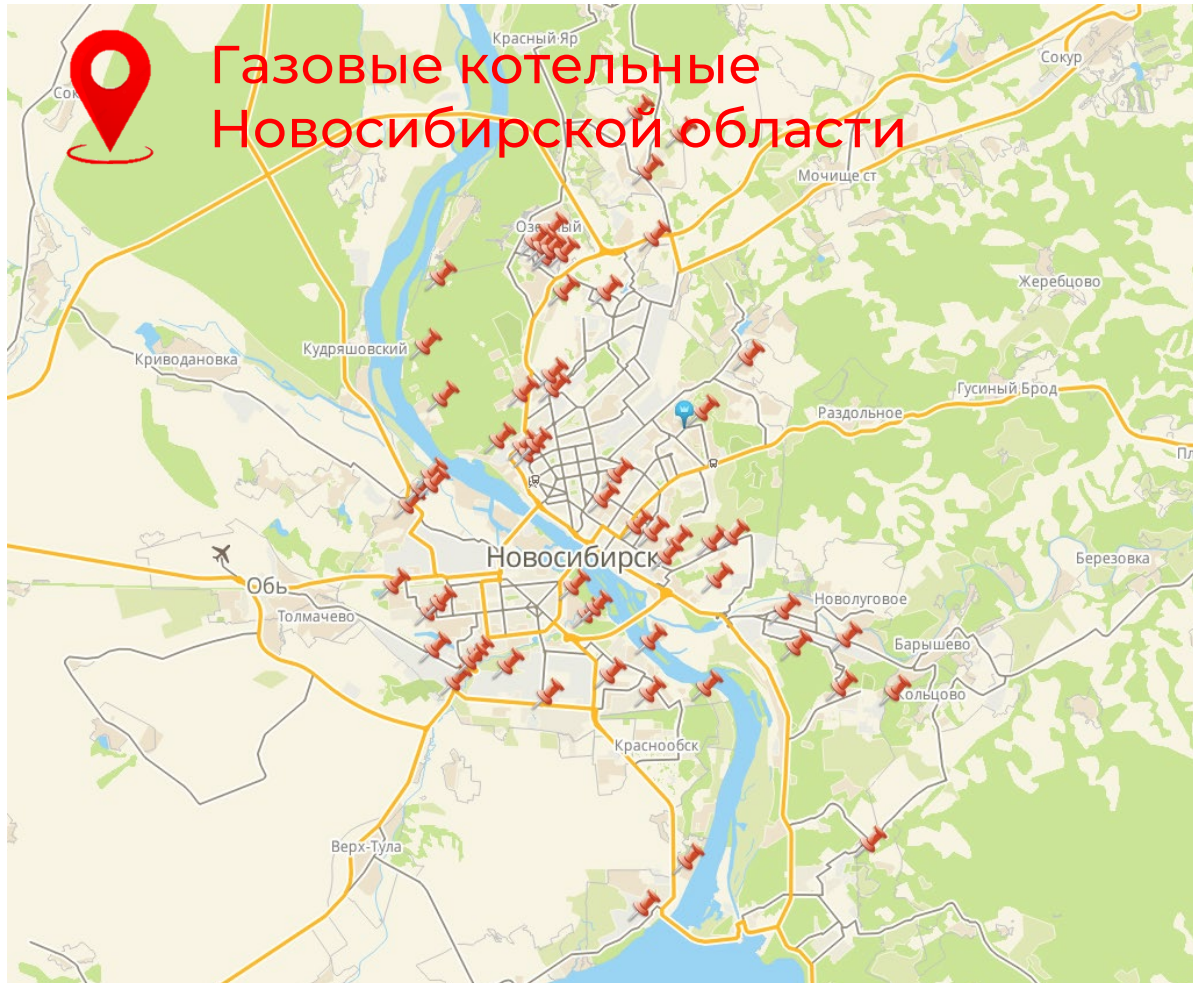 Газовые котельные
Новосибирской области
Красный Яр
Сокур
Мочище ст
Жеребцово
Криводановка
Кудряшовский
Гусиный Брод
Раздольное
Новосибирск
Березовка
Обь
Толмачево
Новолуговое
Барышево
Кольцово
Краснообск
Верх-Тула